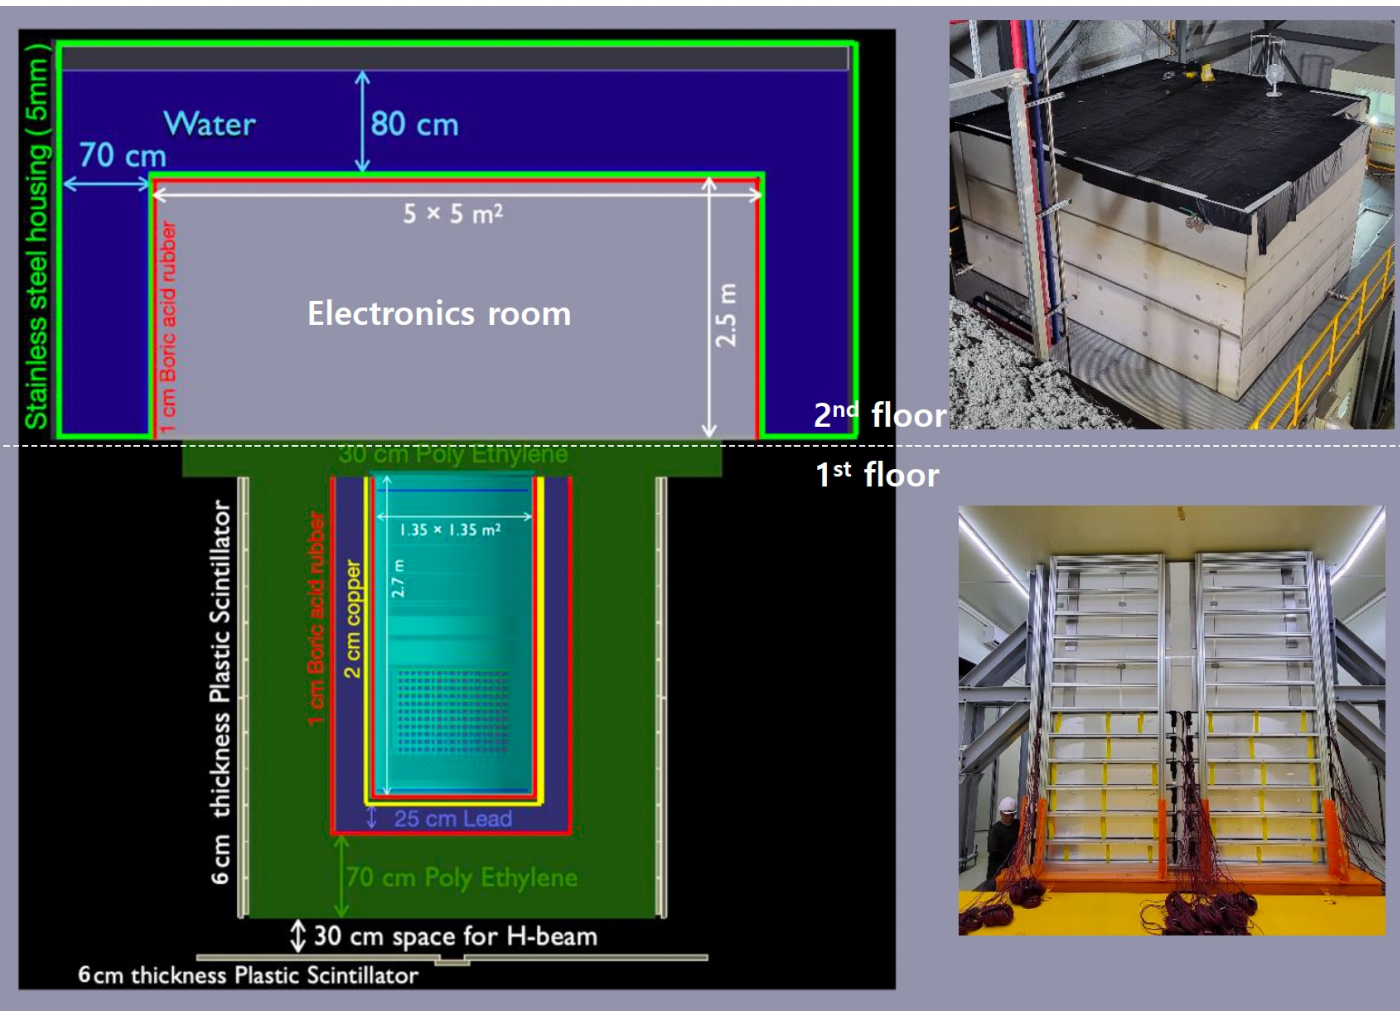 Stainless steel housing ( 5mm )
Water
80 cm
70 cm
5 × 5 m²
1 cm Boric acid rubber
Electronics room
2.5 m
2nd floor
30 cm Poly Ethylene
1st floor
6cm thickness Plastic Scintillator
1 cm Boric acid rubber
2 cm copper
1.35 × 1.35 m²
2.7 m
25 cm Lead
70 cm Poly Ethylene
30 cm space for H-beam
6cm thickness Plastic Scintillator